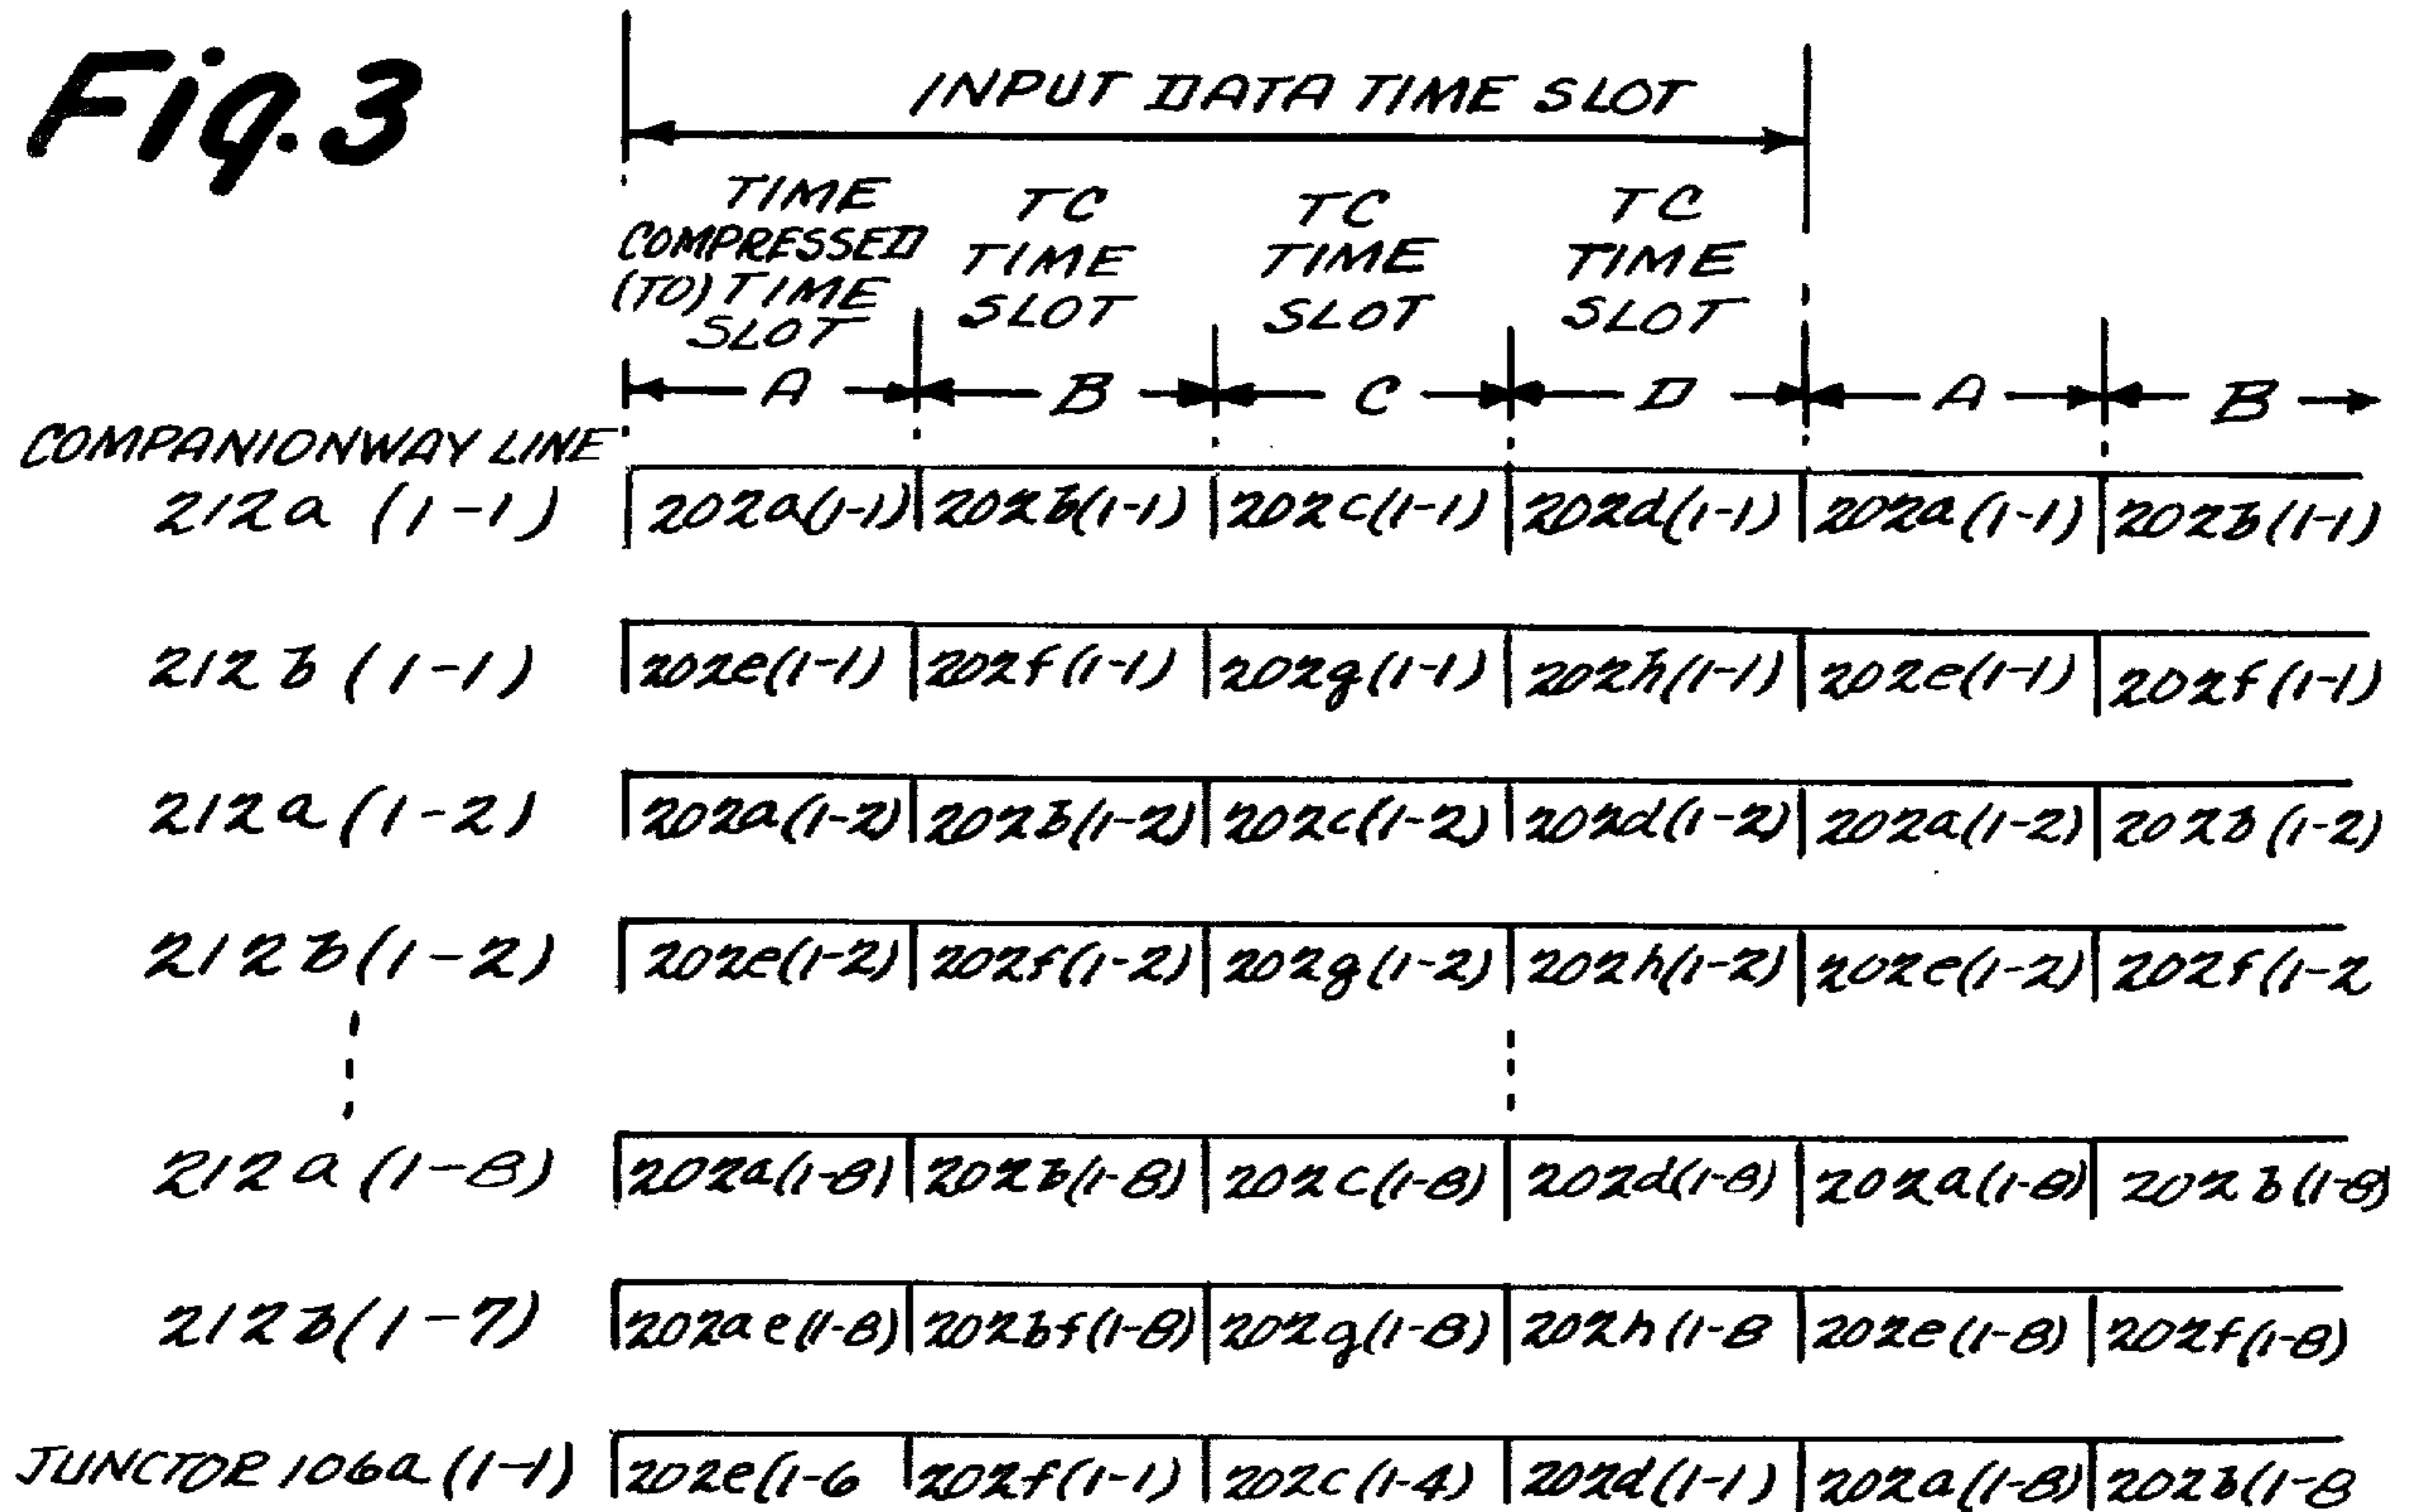 Fig. 3
INPUT DATA TIME SLOT
TIME COMPRESSED (TO) TIME SLOT
TC TIME SLOT
TC TIME SLOT
TC TIME SLOT
A B C D A B
COMPANIONWAY LINE
212a (1-1) 202a(1-1) 202b(1-1) 202c(1-1) 202d(1-1) 202a(1-1) 202b(1-1)
212b (1-1) 202e(1-1) 202f(1-1) 202g(1-1) 202h(1-1) 202e(1-1) 202f(1-1)
212a (1-2) 202a(1-2) 202b(1-2) 202c(1-2) 202d(1-2) 202a(1-2) 202b(1-2)
212b(1-2) 202e(1-2) 202f(1-2) 202g(1-2) 202h(1-2) 202e(1-2) 202f(1-2
212a (1-8) 202a(1-8) 202b(1-8) 202c(1-8) 202d(1-8) 202a(1-8) 202b(1-8)
212b(1-7) 202ae(1-8) 202bf(1-8) 202g(1-8) 202h(1-8 202e(1-8) 202f(1-8)
JUNCTOR 106a (1-1) 202e(1-6 202f(1-1) 202c(1-4) 202d(1-1) 202a(1-8) 202b(1-8